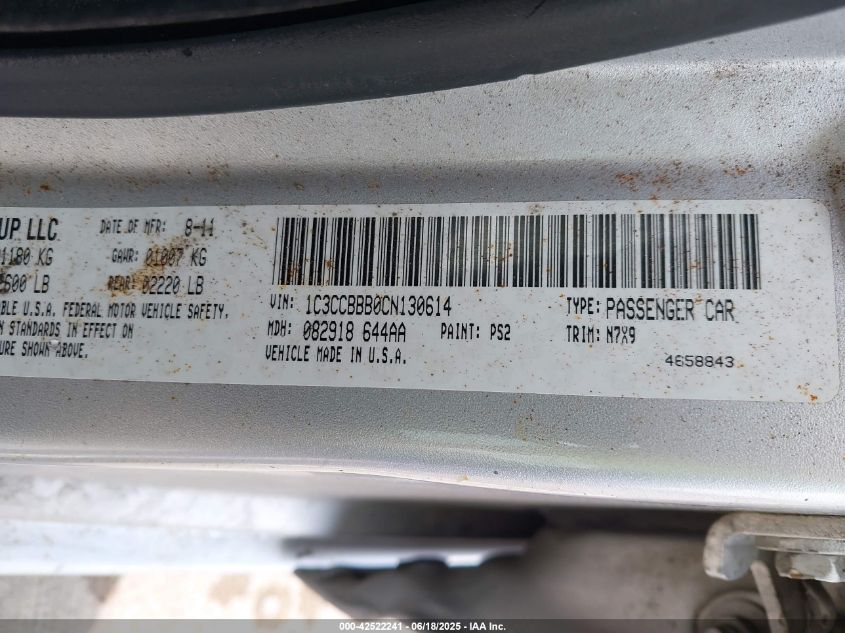 UP LLC DATE OF MFR: 8-11
1180 KG GAWR: 01007 KG
600 LB REAR: 02220 LB
BLE U.S.A. FEDERAL MOTOR VEHICLE SAFETY,
N STANDARDS IN EFFECT ON
URE SHOWN ABOVE.
VIN: 1C3CCBBB0CN130614 TYPE: PASSENGER CAR
MDH: 082918 644AA PAINT: PS2 TRIM: N7X9
VEHICLE MADE IN U.S.A.
4658843
000-42522241 - 06/18/2025 - IAA Inc.